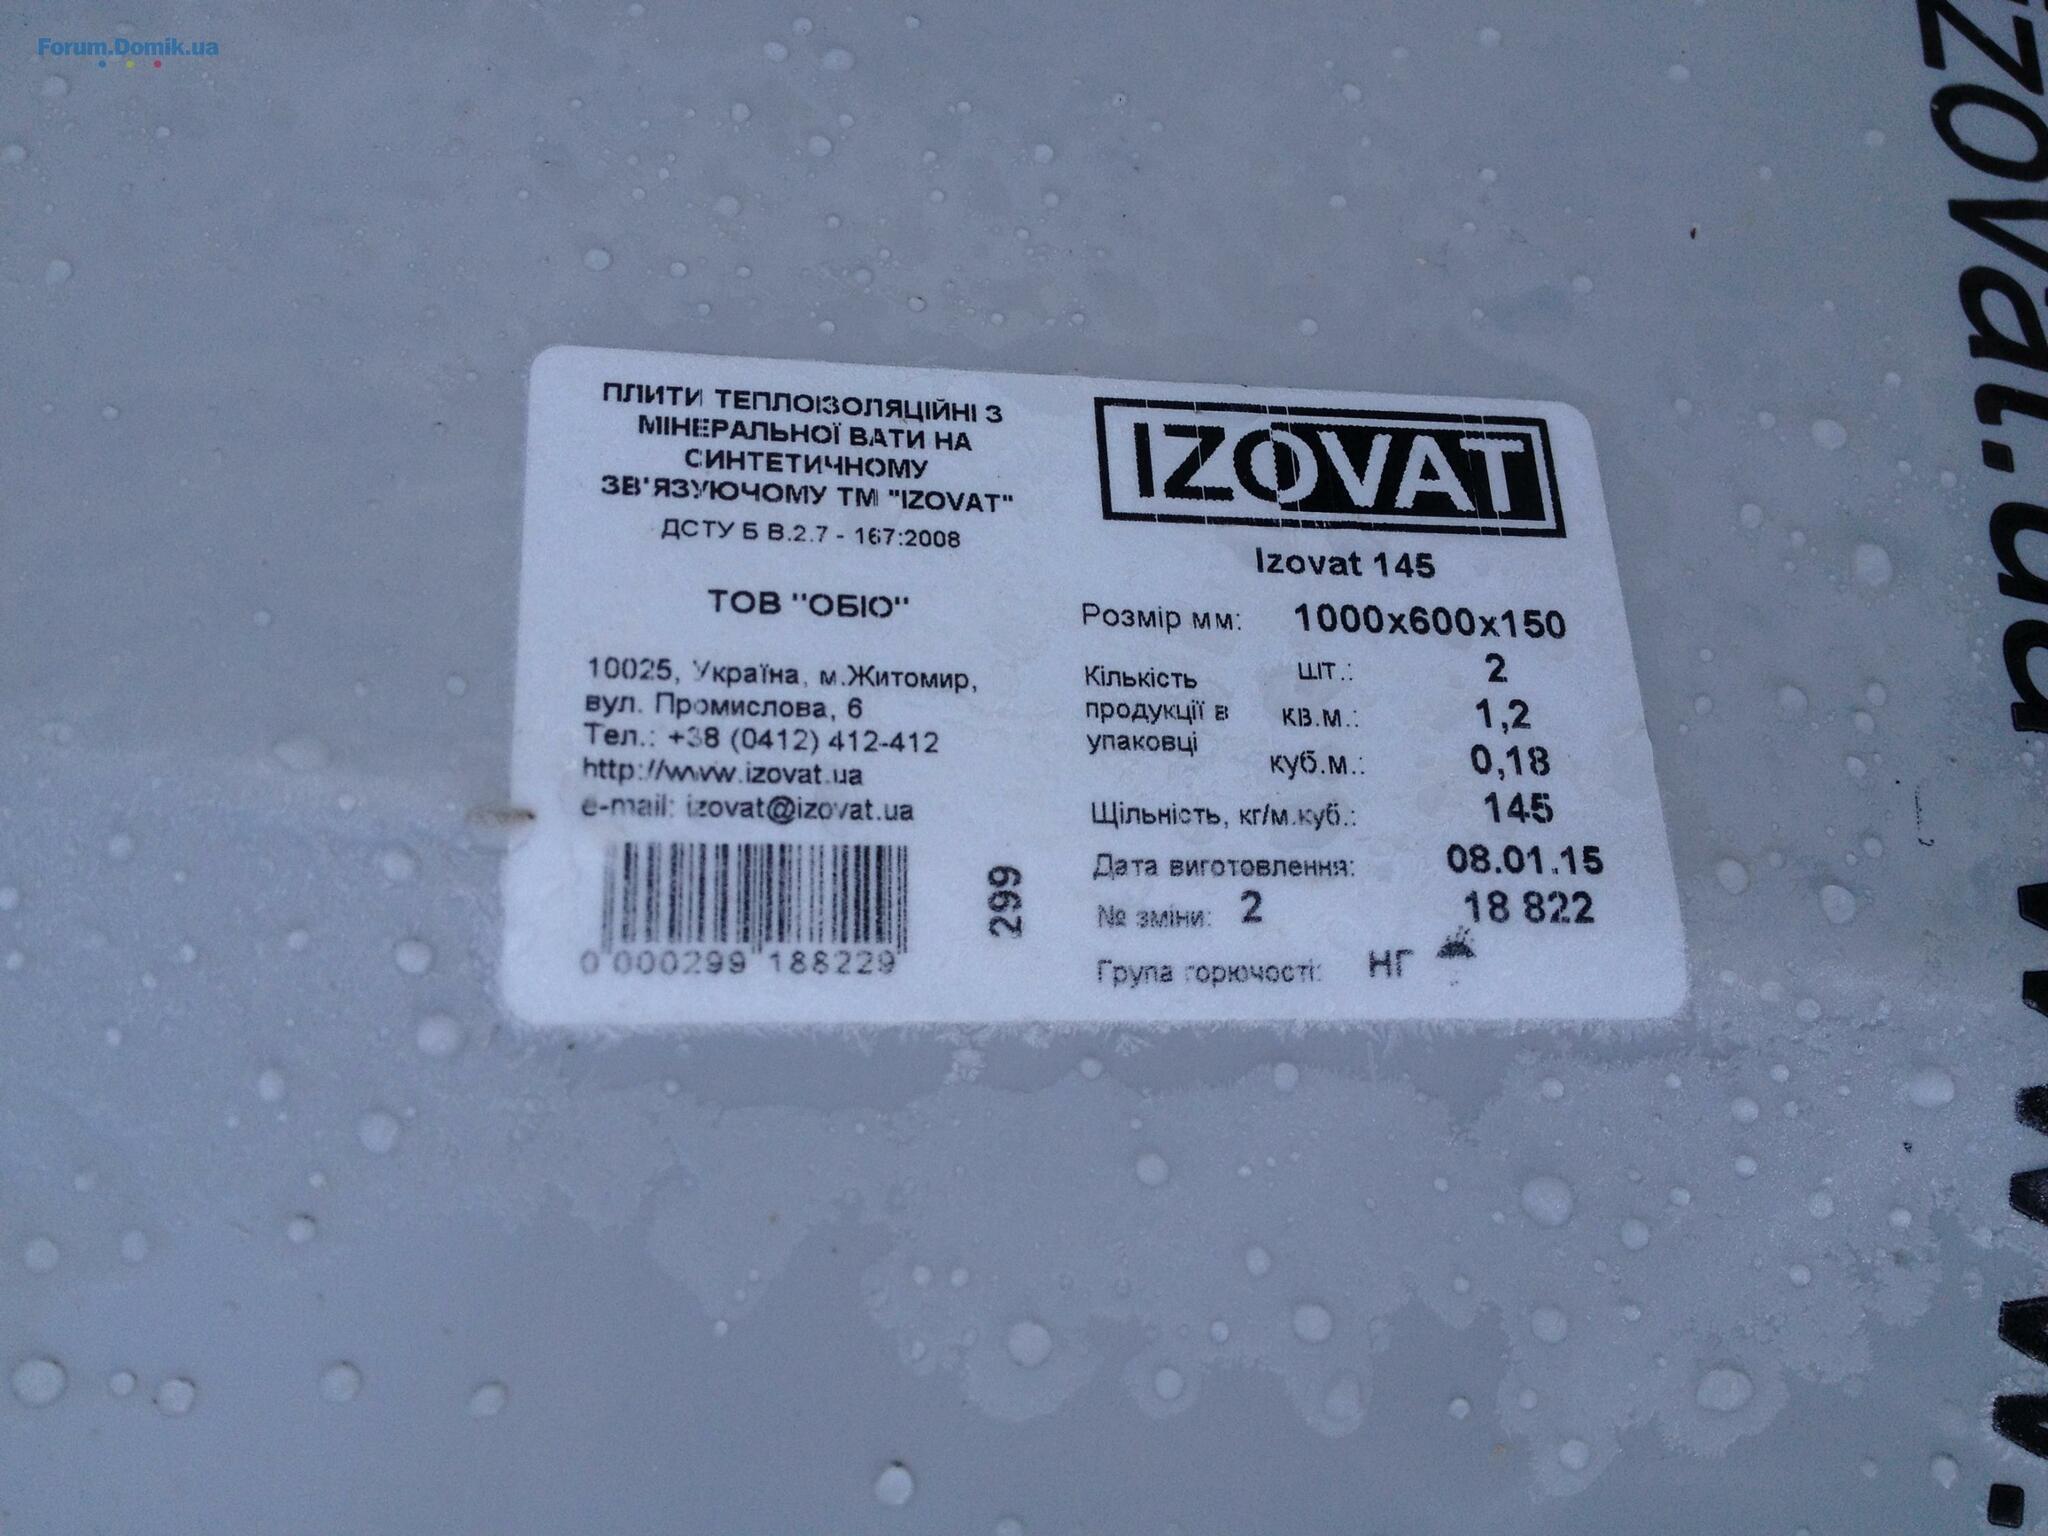 Forum.Domik.ua
ПЛИТИ ТЕПЛОІЗОЛЯЦІЙНІ З
МІНЕРАЛЬНОЇ ВАТИ НА
СИНТЕТИЧНОМУ
ЗВ'ЯЗУЮЧОМУ ТМ "IZOVAT"
ДСТУ Б В.2.7 - 167:2008
ТОВ "ОБІО"
10025, Україна, м.Житомир,
вул. Промислова, 6
Тел.: +38 (0412) 412-412
http://www.izovat.ua
e-mail: izovat@izovat.ua
0 000299 188229
299
IZOVAT
Izovat 145
Розмір мм: 1000x600x150
Кількість продукції в упаковці
шт.: 2
кв.м.: 1,2
куб.м.: 0,18
Щільність, кг/м.куб.: 145
Дата виготовлення: 08.01.15
№ зміни: 2 18 822
Група горючості: НГ
www.izovat.ua